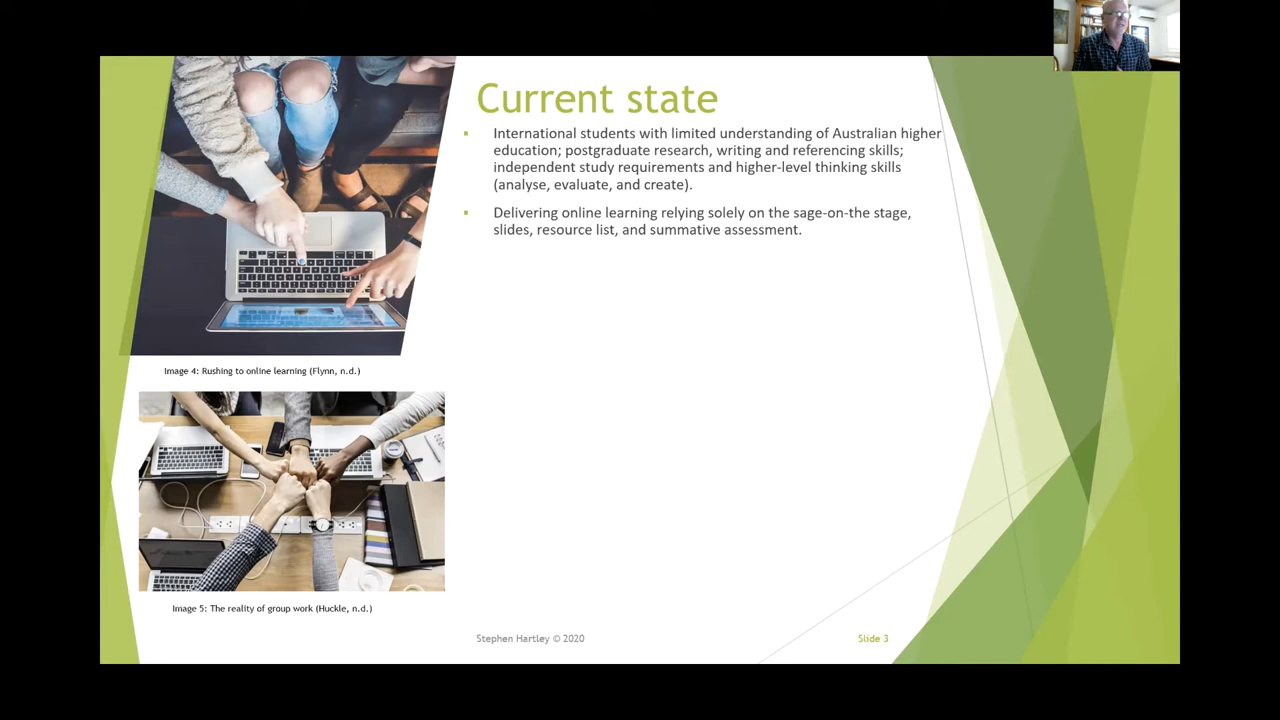 Current state
International students with limited understanding of Australian higher
education; postgraduate research, writing and referencing skills;
independent study requirements and higher-level thinking skills
(analyse, evaluate, and create).
Delivering online learning relying solely on the sage-on-the stage,
slides, resource list, and summative assessment.
Image 4: Rushing to online learning (Flynn, n.d.)
Image 5: The reality of group work (Huckle, n.d.)
Stephen Hartley © 2020
Slide 3